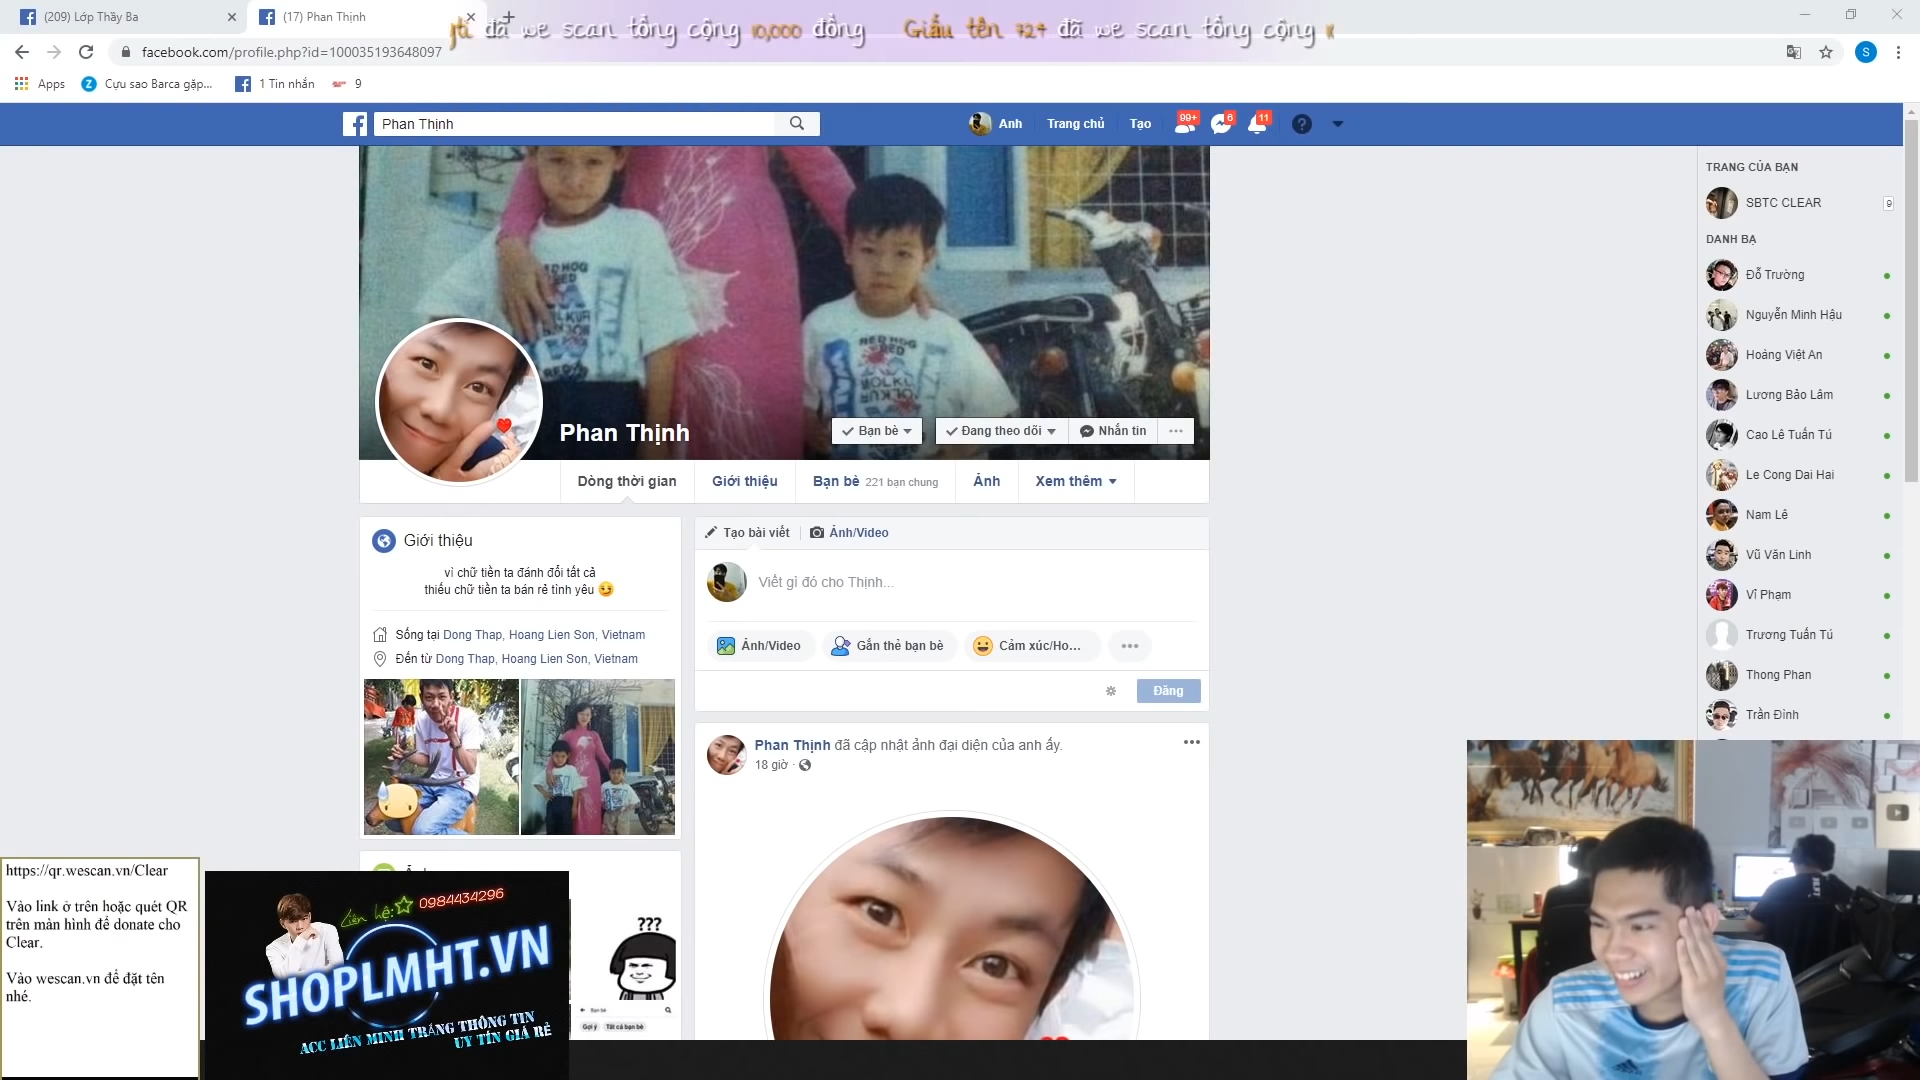 (209) Lớp Thầy Ba
(17) Phan Thịnh
đã we scan tổng cộng 10,000 đồng Giấu tên 727 đã we scan tổng cộng
facebook.com/profile.php?id=100035193648097
S
Apps
Cựu sao Barca gặp...
1 Tin nhắn
9
Phan Thịnh
Anh
Trang chủ
Tạo
99+
6
11
TRANG CỦA BẠN
SBTC CLEAR
9
DANH BẠ
Đỗ Trường
Nguyễn Minh Hậu
Hoàng Việt An
Lương Bảo Lâm
Cao Lê Tuấn Tú
Le Cong Dai Hai
Nam Lê
Vũ Văn Linh
Vĩ Phạm
Trương Tuấn Tú
Thong Phan
Trần Đình
RED HOG
RED
MOLKUR
Phan Thịnh
Bạn bè
Đang theo dõi
Nhắn tin
Dòng thời gian
Giới thiệu
Bạn bè 221 bạn chung
Ảnh
Xem thêm
Giới thiệu
vì chữ tiền ta đánh đổi tất cả
thiếu chữ tiền ta bán rẻ tình yêu 😏
Sống tại Dong Thap, Hoang Lien Son, Vietnam
Đến từ Dong Thap, Hoang Lien Son, Vietnam
Tạo bài viết
Ảnh/Video
Viết gì đó cho Thịnh...
Ảnh/Video
Gắn thẻ bạn bè
Cảm xúc/Ho...
Đăng
Phan Thịnh đã cập nhật ảnh đại diện của anh ấy.
18 giờ ·
???
Bạn bè
Gợi ý
Tất cả bạn bè
https://qr.wescan.vn/Clear
Vào link ở trên hoặc quét QR
trên màn hình để donate cho
Clear.
Vào wescan.vn để đặt tên
nhé.
Liên hệ: 0984434296
SHOPLMHT.VN
ACC LIÊN MINH TRẮNG THÔNG TIN
UY TÍN GIÁ RẺ